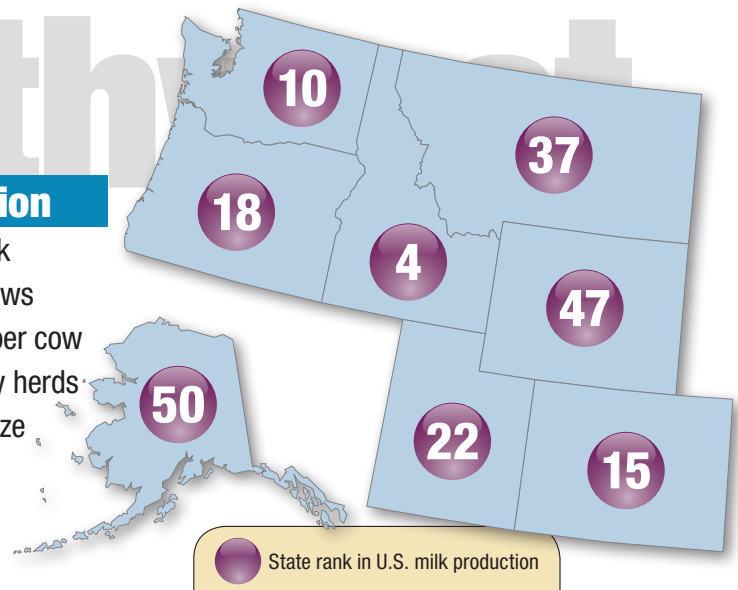 thwest
ion
k
ws
per cow
y herds
ze
10
37
18
4
47
50
22
15
State rank in U.S. milk production